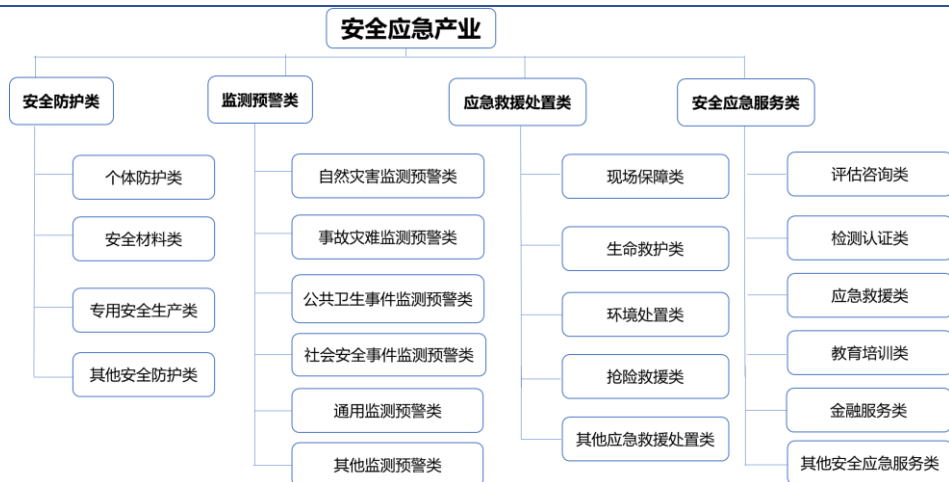 安全应急产业
安全防护类
监测预警类
应急救援处置类
安全应急服务类
个体防护类
安全材料类
专用安全生产类
其他安全防护类
自然灾害监测预警类
事故灾难监测预警类
公共卫生事件监测预警类
社会安全事件监测预警类
通用监测预警类
其他监测预警类
现场保障类
生命救护类
环境处置类
抢险救援类
其他应急救援处置类
评估咨询类
检测认证类
应急救援类
教育培训类
金融服务类
其他安全应急服务类